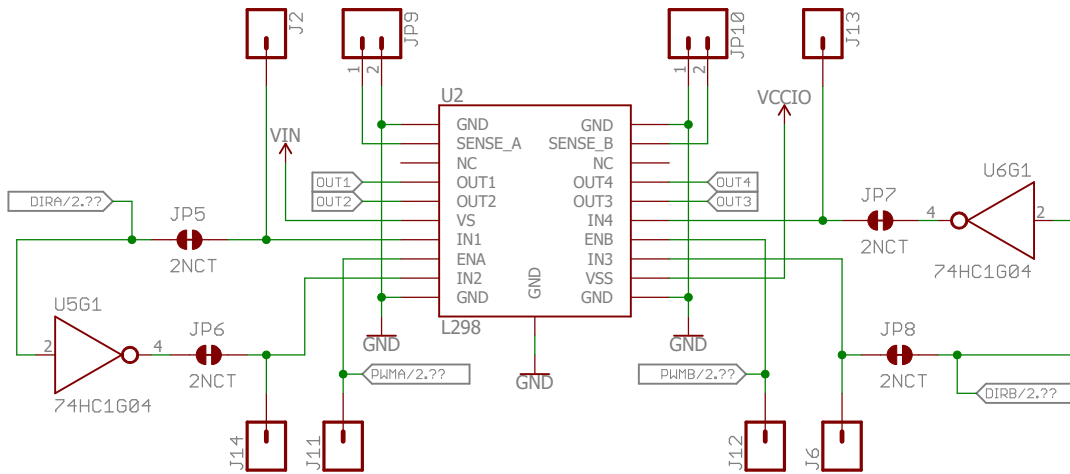 J2
JP9
JP10
J13
1
2
1
2
U2
VCCIO
VIN
GND
SENSE_A
NC
OUT1
OUT2
VS
IN1
ENA
IN2
GND
GND
SENSE_B
NC
OUT4
OUT3
IN4
ENB
IN3
VSS
GND
GND
L298
OUT1
OUT2
OUT4
OUT3
DIRA/2.??
JP5
2NCT
U5G1
2
4
74HC1G04
JP6
2NCT
JP7
2NCT
U6G1
4
2
74HC1G04
JP8
2NCT
GND
GND
GND
PWMA/2.??
PWMB/2.??
DIRB/2.??
J14
J11
J12
J6